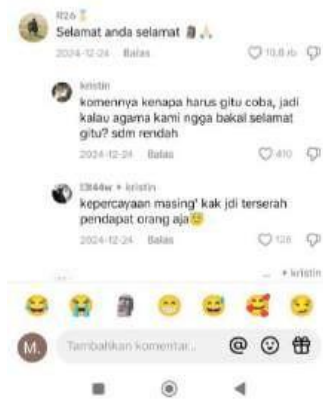 R26
Selamat anda selamat 🗿🙏
2024-12-24 Balas 10,8 rb
kristin
komennya kenapa harus gitu coba, jadi
kalau agama kami ngga bakal selamat
gitu? sdm rendah
2024-12-24 Balas 410
kristin
kepercayaan masing' kak jdi terserah
pendapat orang aja😇
2024-12-24 Balas 126
kristin
M. Tambahkan komentar...